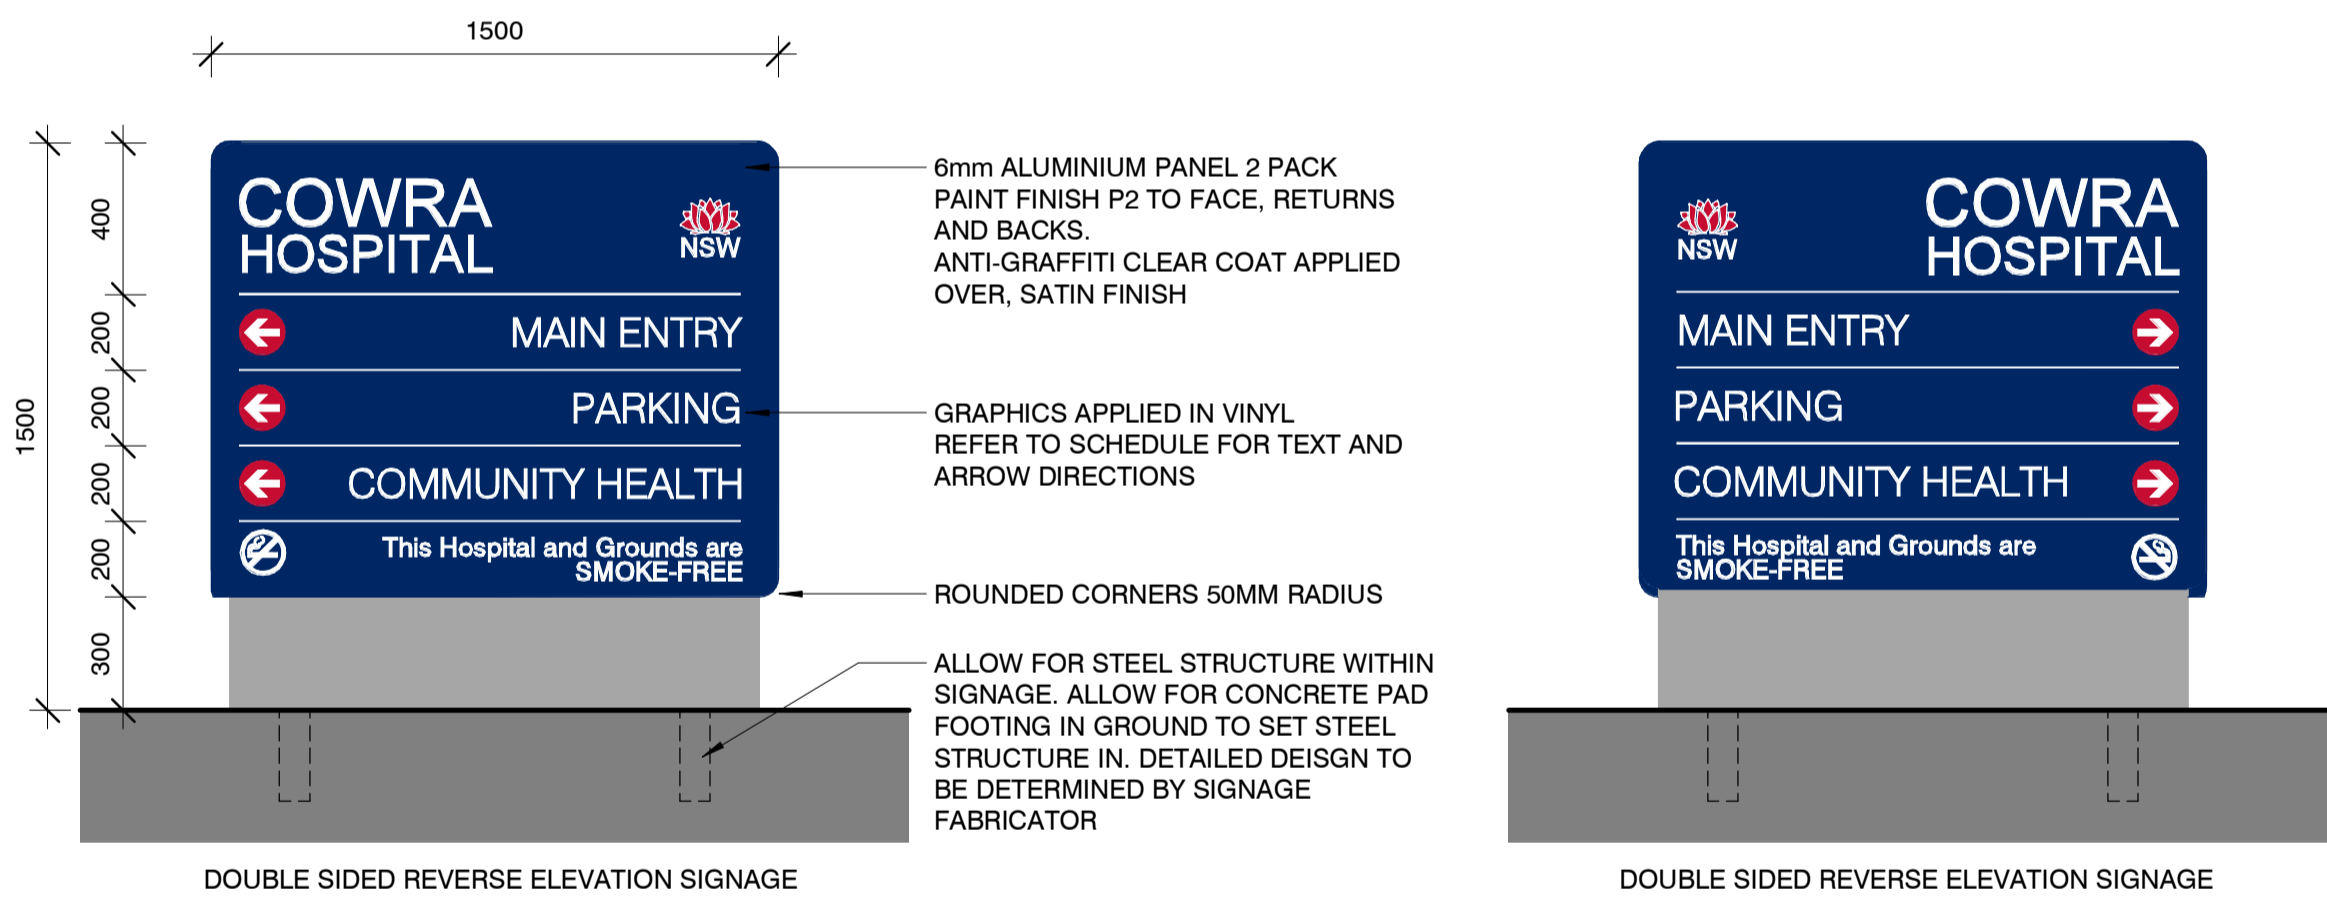 1500
1500
400
200
200
200
200
300
COWRA
HOSPITAL
NSW
MAIN ENTRY
PARKING
COMMUNITY HEALTH
This Hospital and Grounds are
SMOKE-FREE
6mm ALUMINIUM PANEL 2 PACK
PAINT FINISH P2 TO FACE, RETURNS
AND BACKS.
ANTI-GRAFFITI CLEAR COAT APPLIED
OVER, SATIN FINISH
GRAPHICS APPLIED IN VINYL
REFER TO SCHEDULE FOR TEXT AND
ARROW DIRECTIONS
ROUNDED CORNERS 50MM RADIUS
ALLOW FOR STEEL STRUCTURE WITHIN
SIGNAGE. ALLOW FOR CONCRETE PAD
FOOTING IN GROUND TO SET STEEL
STRUCTURE IN. DETAILED DEISGN TO
BE DETERMINED BY SIGNAGE
FABRICATOR
DOUBLE SIDED REVERSE ELEVATION SIGNAGE
NSW
COWRA
HOSPITAL
MAIN ENTRY
PARKING
COMMUNITY HEALTH
This Hospital and Grounds are
SMOKE-FREE
DOUBLE SIDED REVERSE ELEVATION SIGNAGE